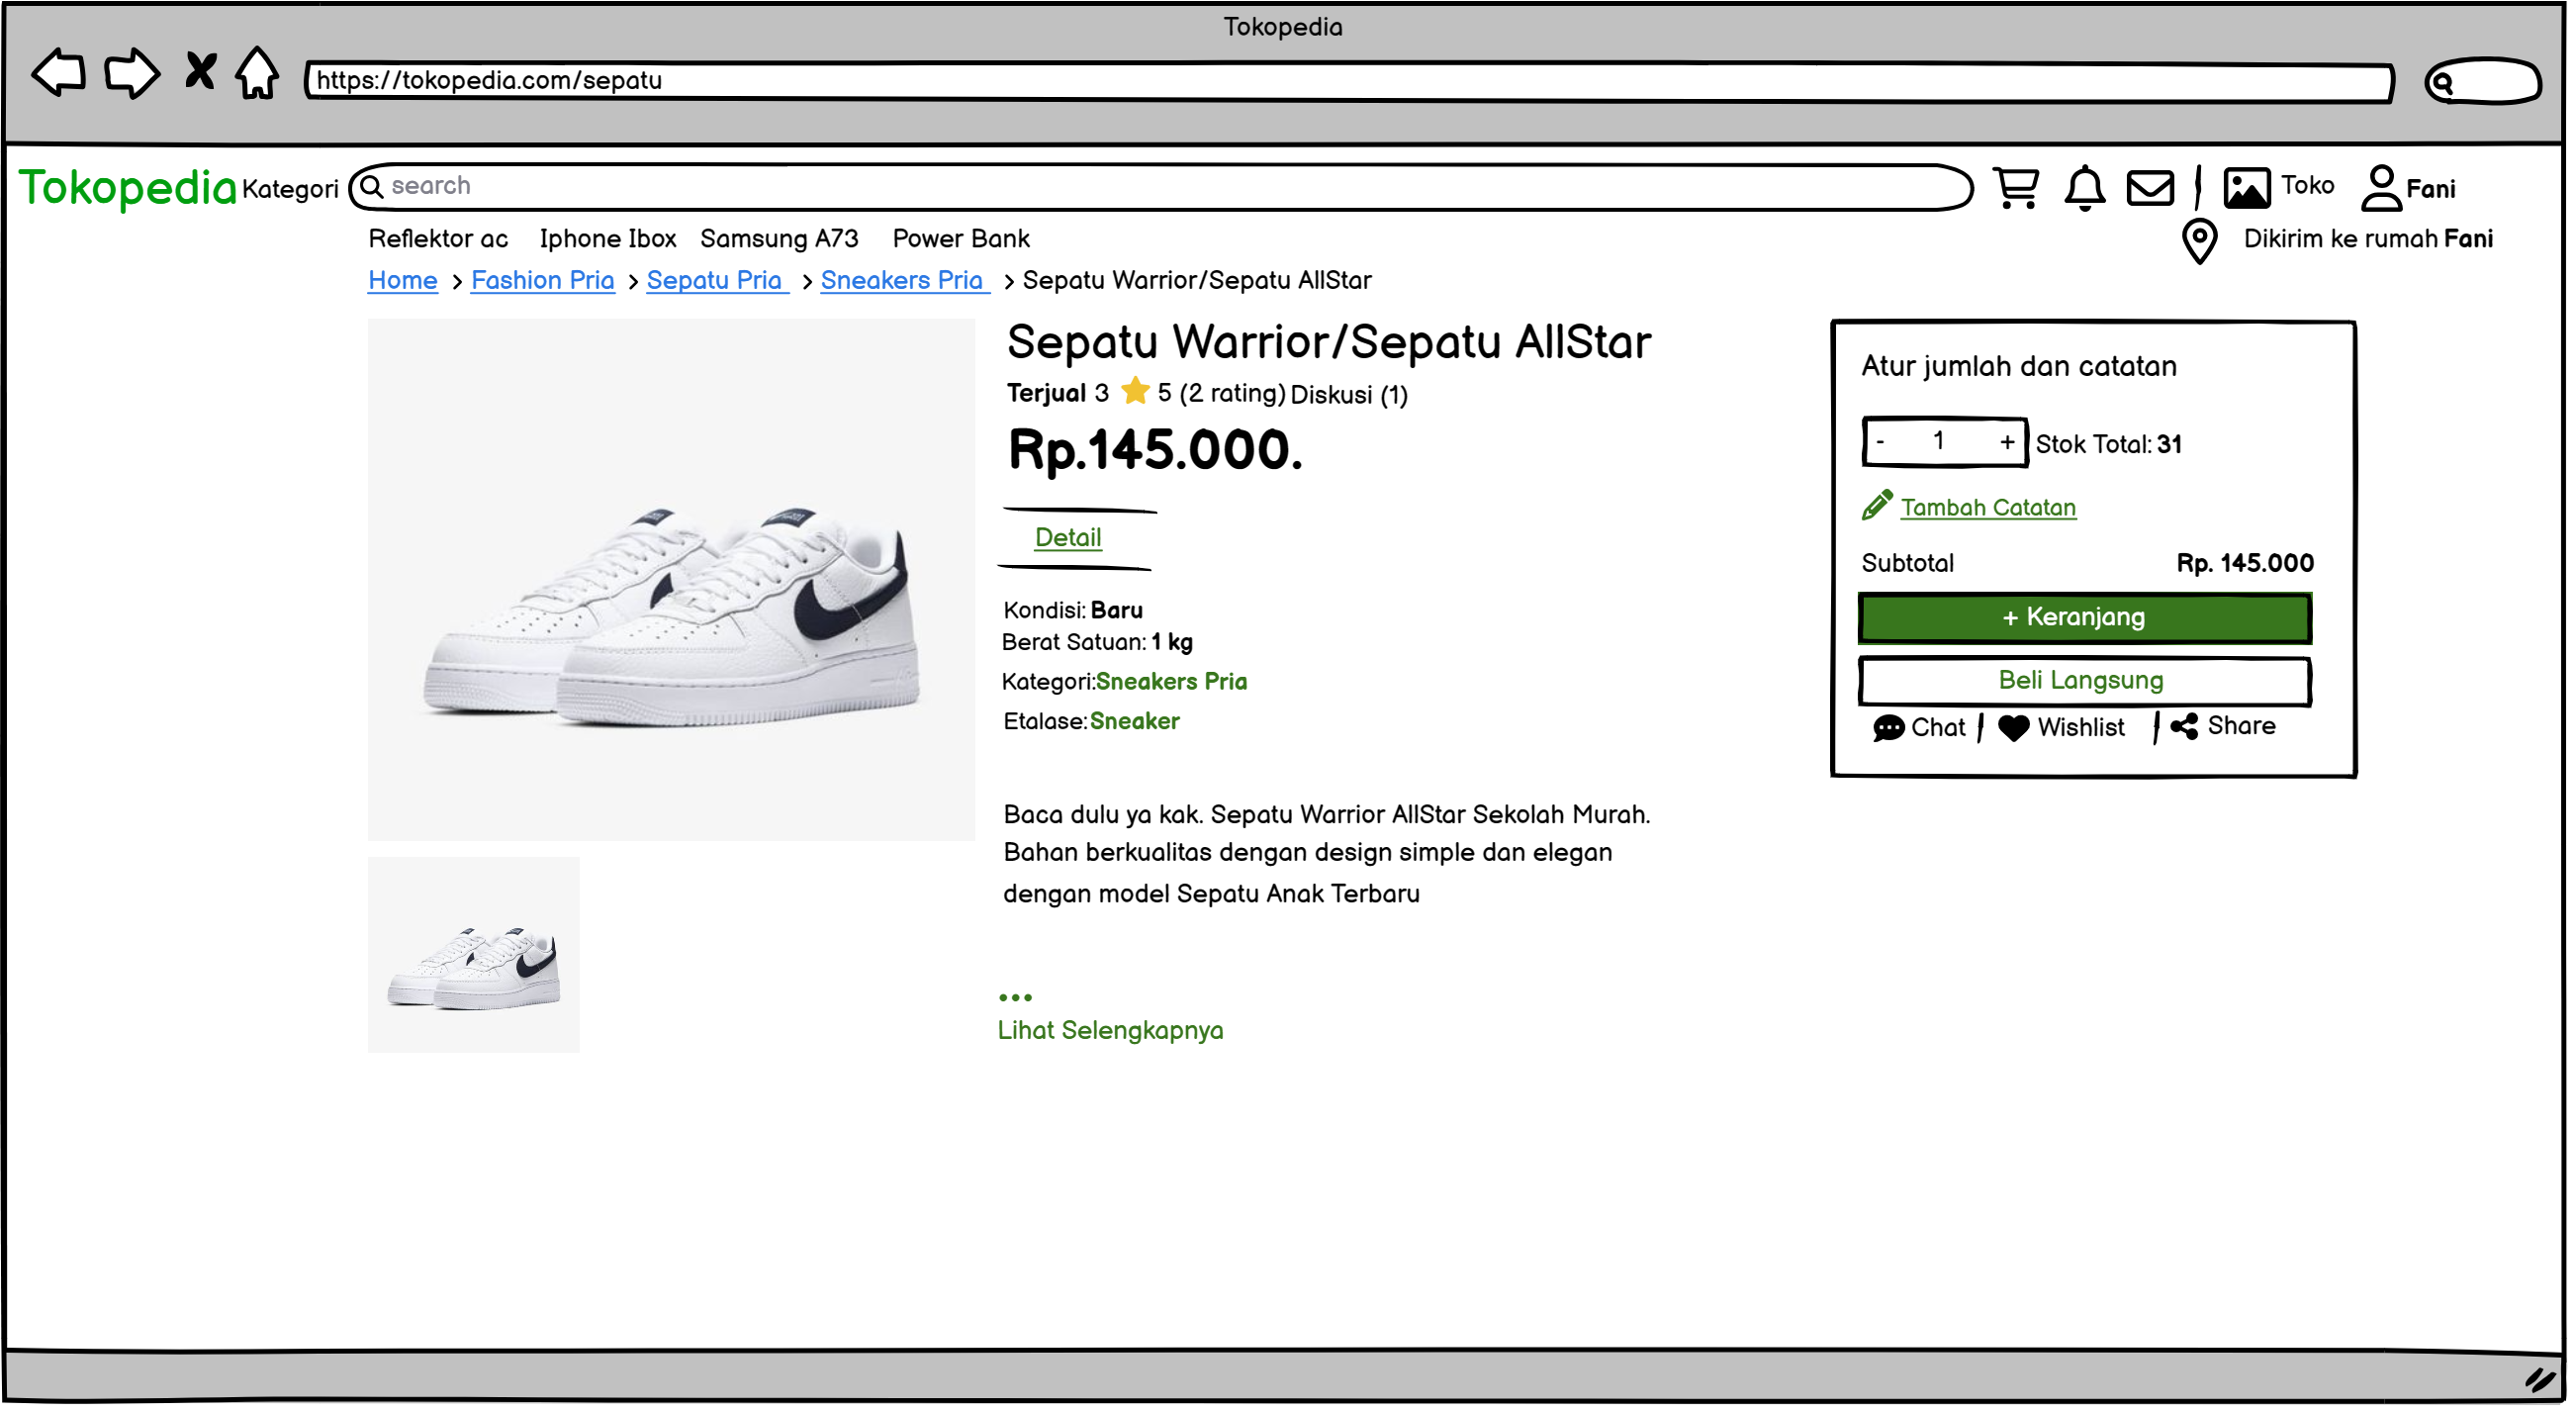 Tokopedia
https://tokopedia.com/sepatu
Tokopedia Kategori search Toko Fani
Reflektor ac Iphone Ibox Samsung A73 Power Bank Dikirim ke rumah Fani
Home > Fashion Pria > Sepatu Pria > Sneakers Pria > Sepatu Warrior/Sepatu AllStar
Sepatu Warrior/Sepatu AllStar
Terjual 3 5 (2 rating) Diskusi (1)
Rp.145.000.
Detail
Kondisi: Baru
Berat Satuan: 1 kg
Kategori:Sneakers Pria
Etalase:Sneaker
Baca dulu ya kak. Sepatu Warrior AllStar Sekolah Murah.
Bahan berkualitas dengan design simple dan elegan
dengan model Sepatu Anak Terbaru
...
Lihat Selengkapnya
Atur jumlah dan catatan
- 1 + Stok Total: 31
Tambah Catatan
Subtotal Rp. 145.000
+ Keranjang
Beli Langsung
Chat | Wishlist | Share